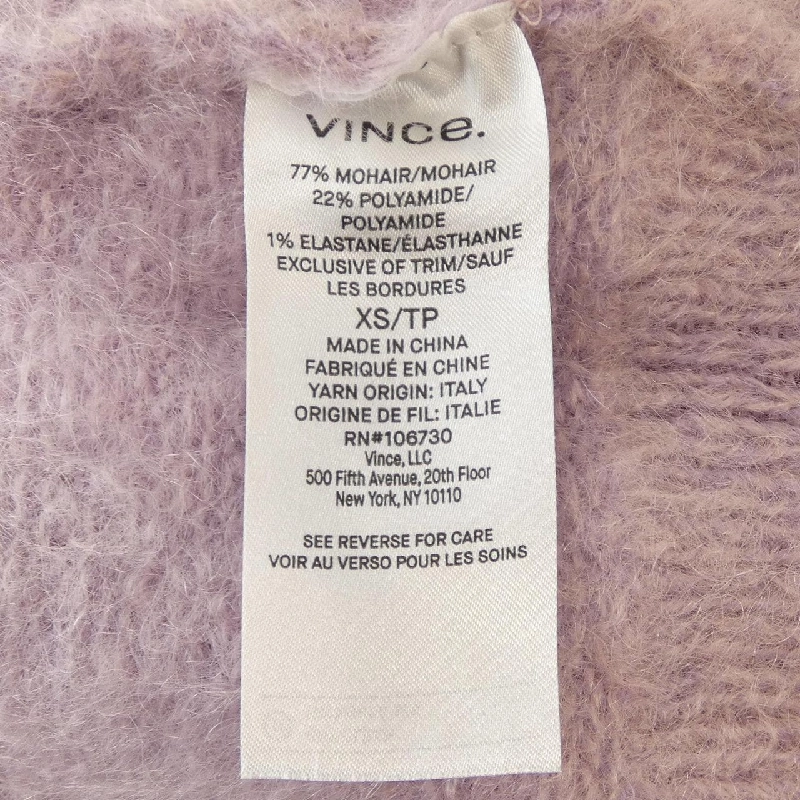 VINCe.
77% MOHAIR/MOHAIR
22% POLYAMIDE/
POLYAMIDE
1% ELASTANE/ÉLASTHANNE
EXCLUSIVE OF TRIM/SAUF
LES BORDURES
XS/TP
MADE IN CHINA
FABRIQUÉ EN CHINE
YARN ORIGIN: ITALY
ORIGINE DE FIL: ITALIE
RN#106730
Vince, LLC
500 Fifth Avenue, 20th Floor
New York, NY 10110
SEE REVERSE FOR CARE
VOIR AU VERSO POUR LES SOINS